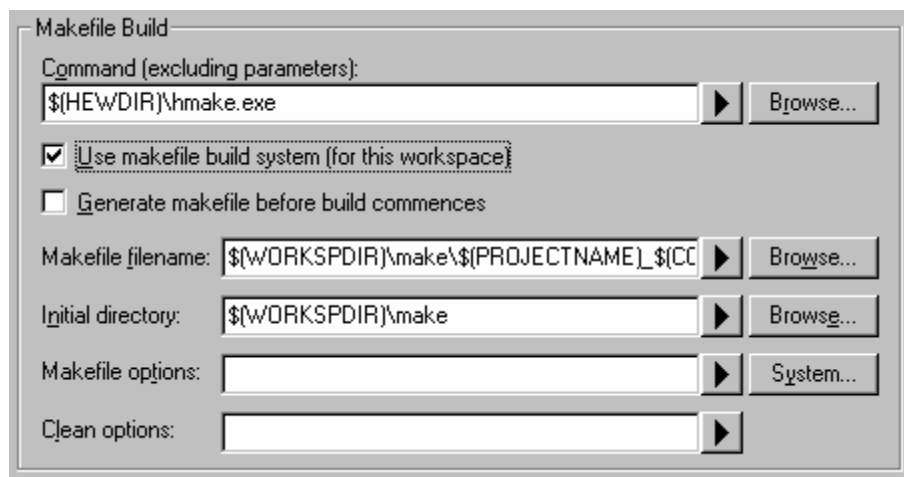 Makefile Build
Command (excluding parameters):
$(HEWDIR)\hmake.exe Browse...
Use makefile build system (for this workspace)
Generate makefile before build commences
Makefile filename: $(WORKSPDIR)\make\$(PROJECTNAME)_$(CC Browse...
Initial directory: $(WORKSPDIR)\make Browse...
Makefile options: System...
Clean options: